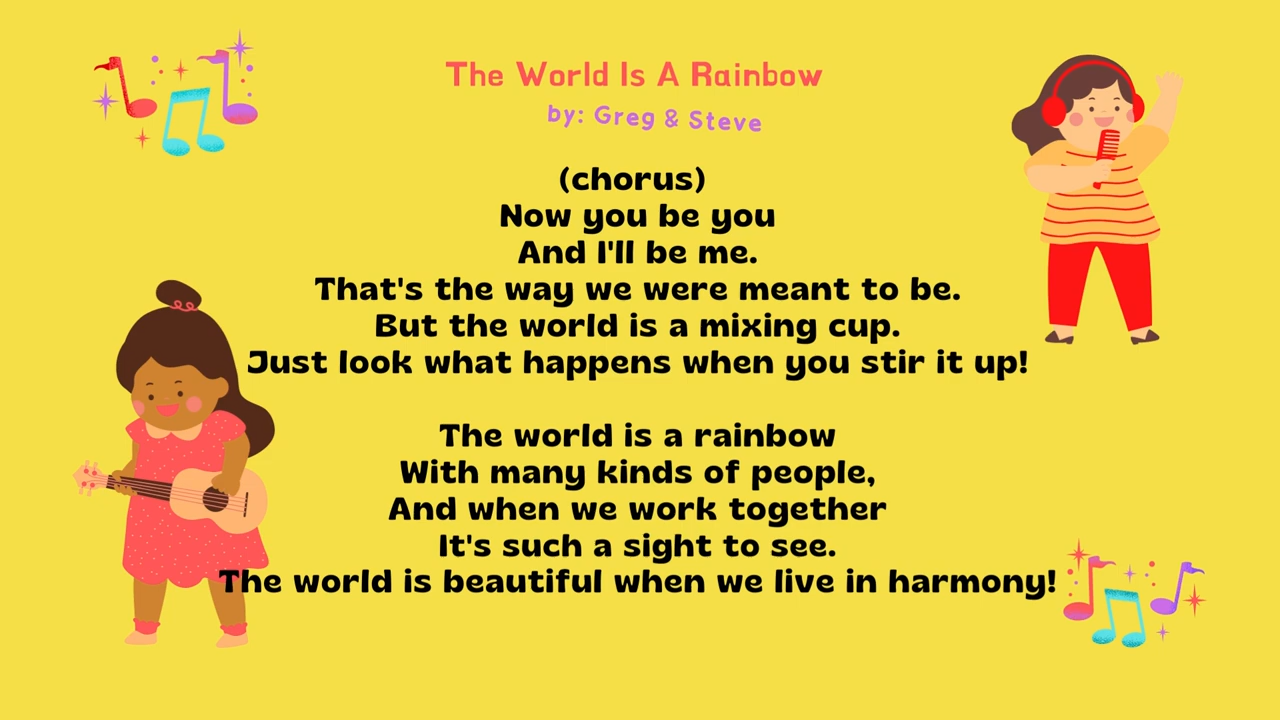 The World Is A Rainbow
by: Greg & Steve
(chorus)
Now you be you
And I'll be me.
That's the way we were meant to be.
But the world is a mixing cup.
Just look what happens when you stir it up!
The world is a rainbow
With many kinds of people,
And when we work together
It's such a sight to see.
The world is beautiful when we live in harmony!